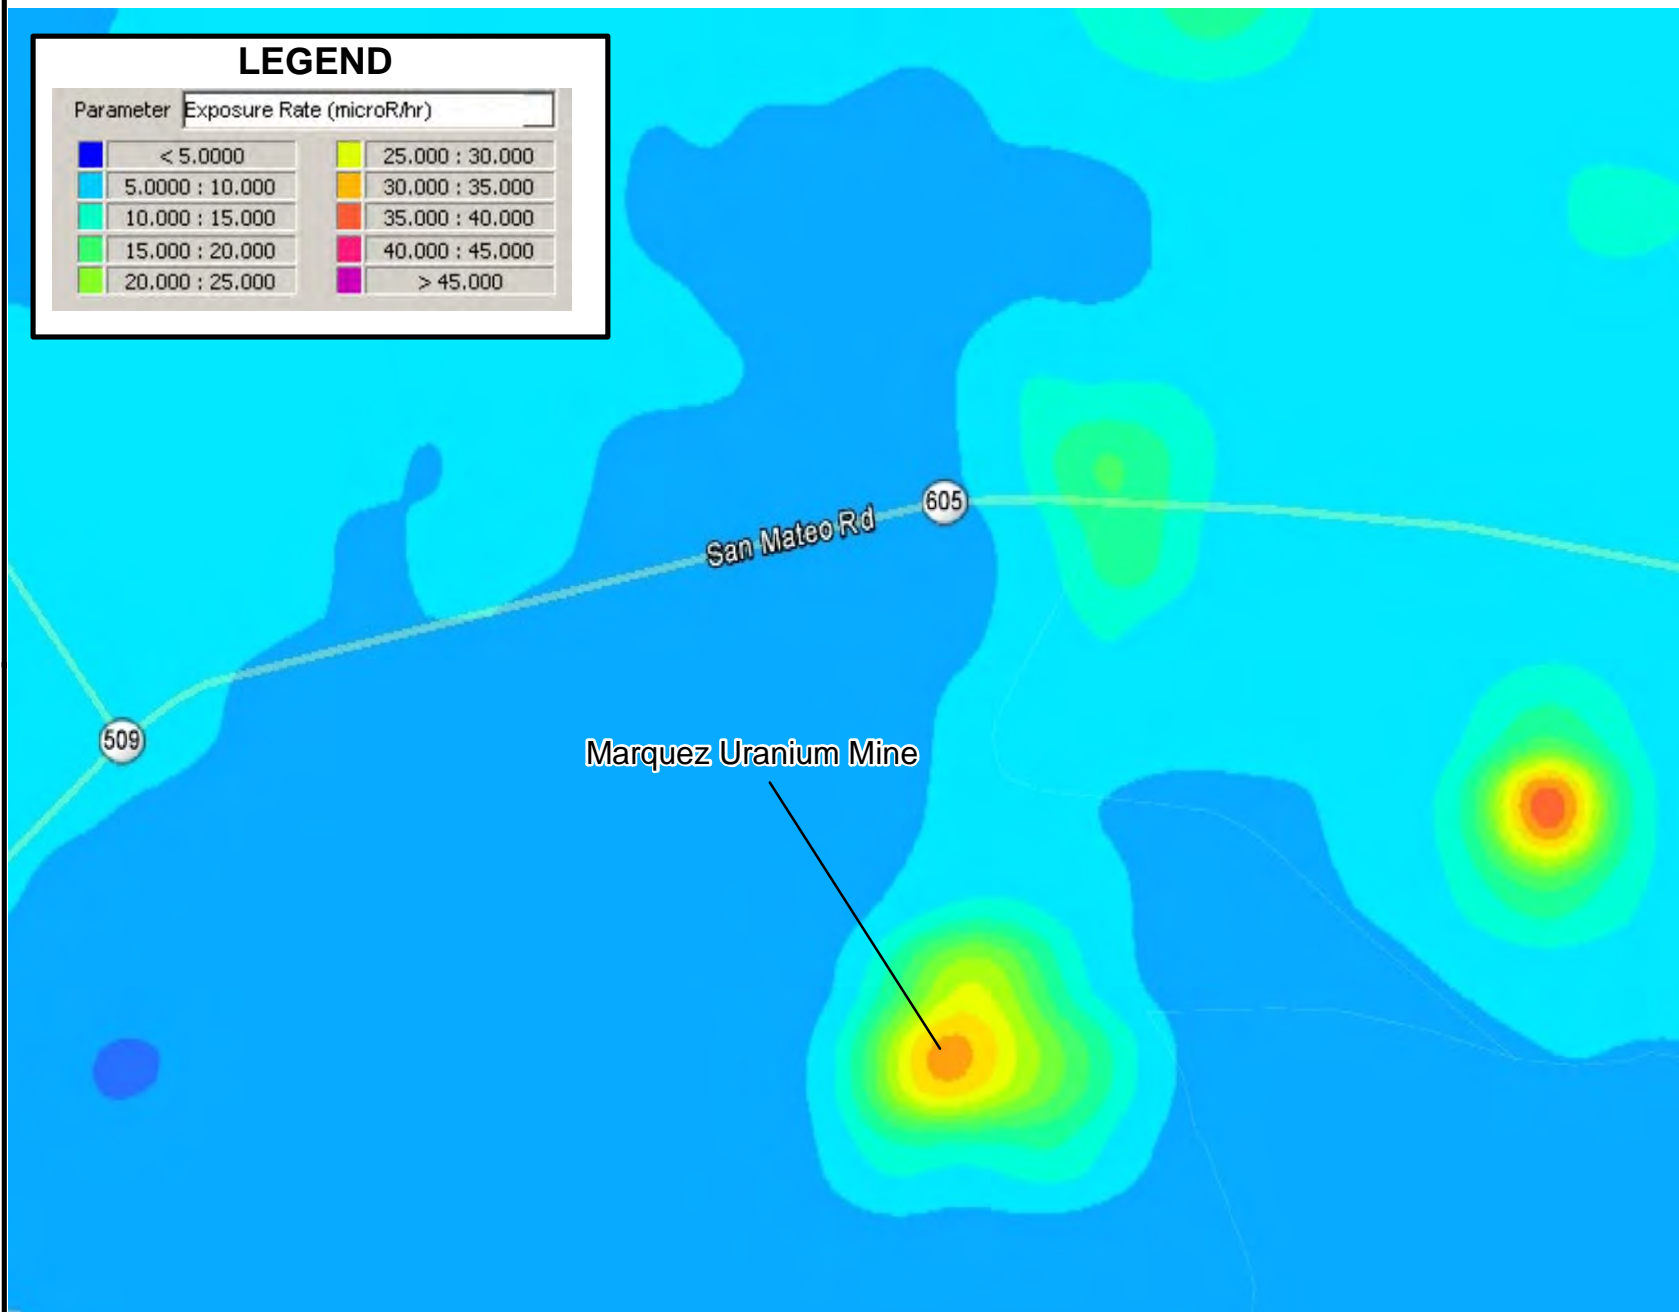 LEGEND
Parameter Exposure Rate (microR/hr)
< 5.0000 25.000 : 30.000
5.0000 : 10.000 30.000 : 35.000
10.000 : 15.000 35.000 : 40.000
15.000 : 20.000 40.000 : 45.000
20.000 : 25.000 > 45.000
605
San Mateo Rd
509
Marquez Uranium Mine